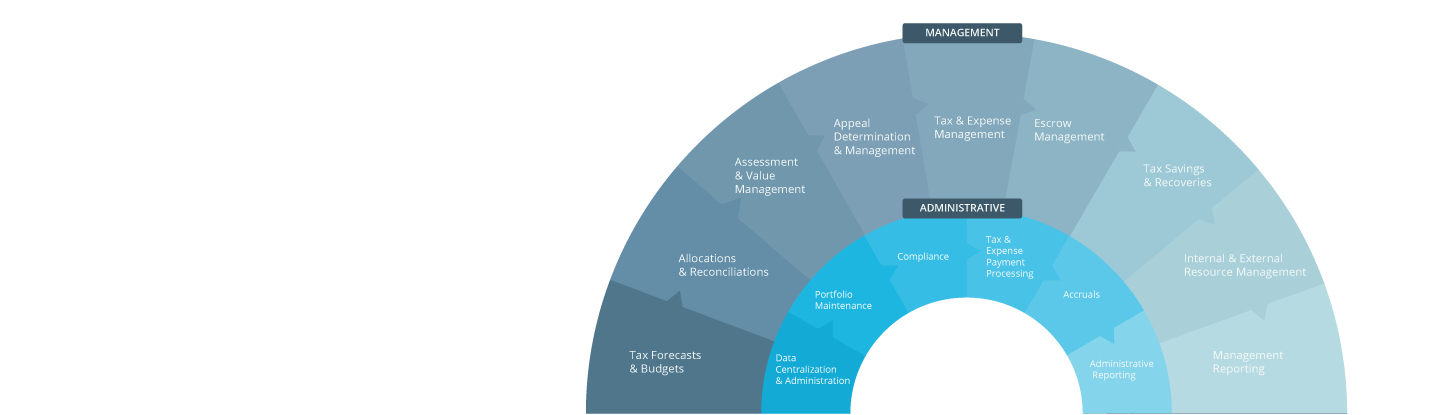 MANAGEMENT
Tax Forecasts
& Budgets
Allocations
& Reconciliations
Assessment
& Value
Management
Appeal
Determination
& Management
Tax & Expense
Management
Escrow
Management
Tax Savings
& Recoveries
Internal & External
Resource Management
Management
Reporting
ADMINISTRATIVE
Data
Centralization
& Administration
Portfolio
Maintenance
Compliance
Tax &
Expense
Payment
Processing
Accruals
Administrative
Reporting